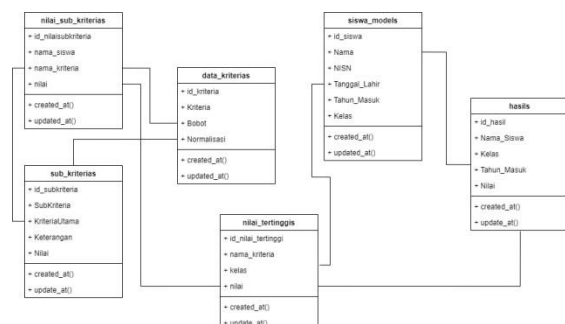 nilai_sub_kriterias
+ id_nilaisubkriteria
+ nama_siswa
+ nama_kriteria
+ nilai
+ created_at()
+ updated_at()
data_kriterias
+ id_kriteria
+ Kriteria
+ Bobot
+ Normalisasi
+ created_at()
+ updated_at()
siswa_models
+ id_siswa
+ Nama
+ NISN
+ Tanggal_Lahir
+ Tahun_Masuk
+ Kelas
+ created_at()
+ updated_at()
hasils
+ id_hasil
+ Nama_Siswa
+ Kelas
+ Tahun_Masuk
+ Nilai
+ created_at()
+ update_at()
sub_kriterias
+ id_subkriteria
+ SubKriteria
+ KriteriaUtama
+ Keterangan
+ Nilai
+ created_at()
+ update_at()
nilai_tertinggis
+ id_nilai_tertinggi
+ nama_kriteria
+ kelas
+ nilai
+ created_at()
+ update_at()